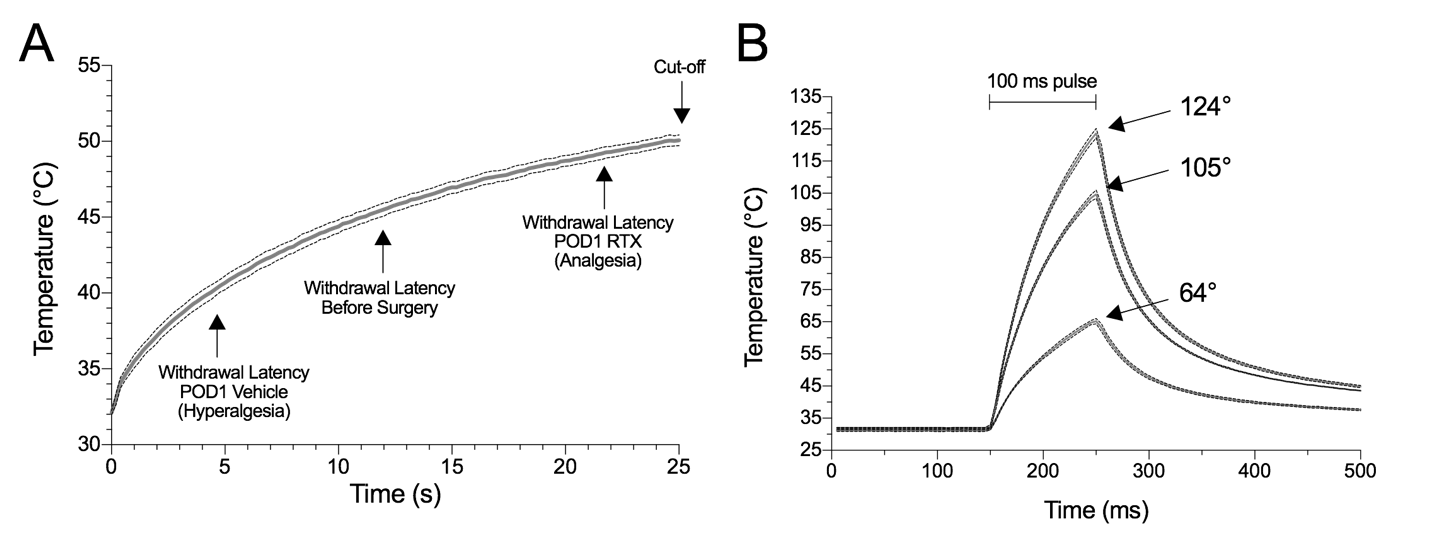 A
55
50
45
40
35
30
0
5
10
15
20
25
Temperature (°C)
Time (s)
Cut-off
Withdrawal Latency
POD1 RTX
(Analgesia)
Withdrawal Latency
Before Surgery
Withdrawal Latency
POD1 Vehicle
(Hyperalgesia)
B
100 ms pulse
135
125
115
105
95
85
75
65
55
45
35
25
0
100
200
300
400
500
Temperature (°C)
Time (ms)
124°
105°
64°